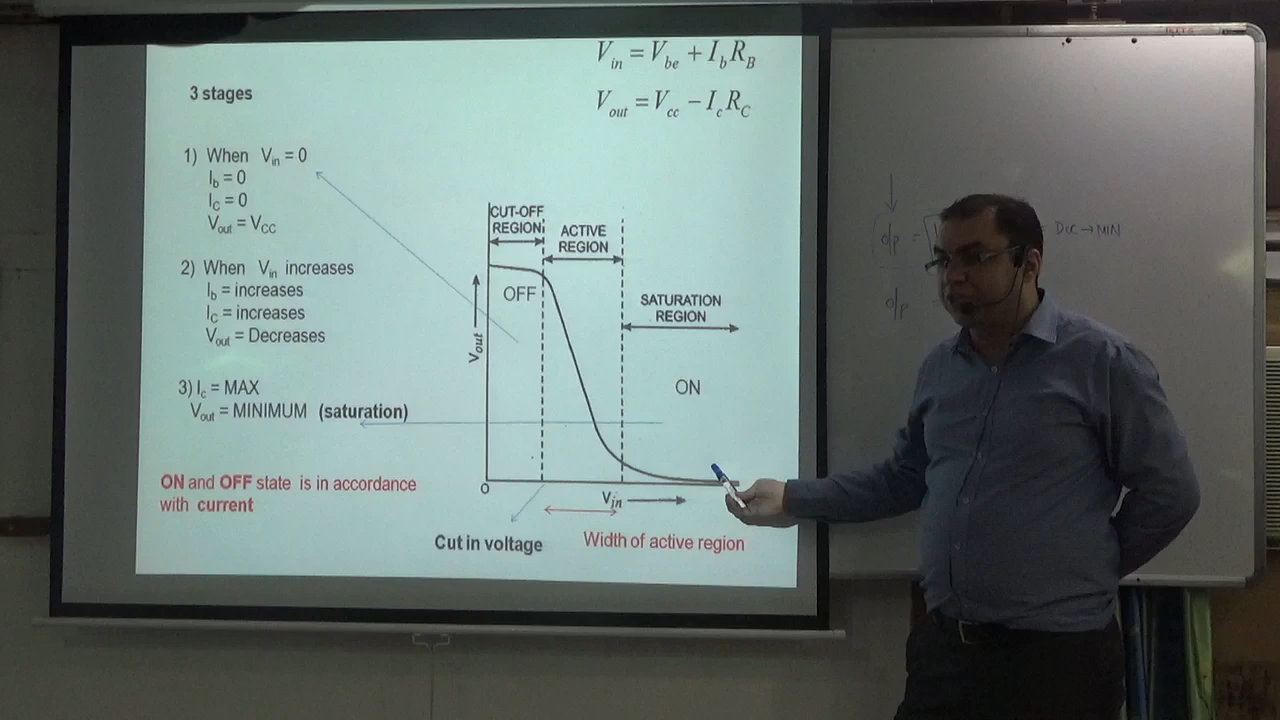 V_in = V_be + I_b R_B
V_out = V_cc − I_c R_C
3 stages
1) When V_in = 0
I_b = 0
I_C = 0
V_out = V_CC
2) When V_in increases
I_b = increases
I_c = increases
V_out = Decreases
3) I_c = MAX
V_out = MINIMUM (saturation)
ON and OFF state is in accordance
with current
CUT-OFF
REGION
ACTIVE
REGION
OFF
SATURATION
REGION
ON
V_out
O
V_in
Cut in voltage
Width of active region
o/p =
DCC → MIN
o/p